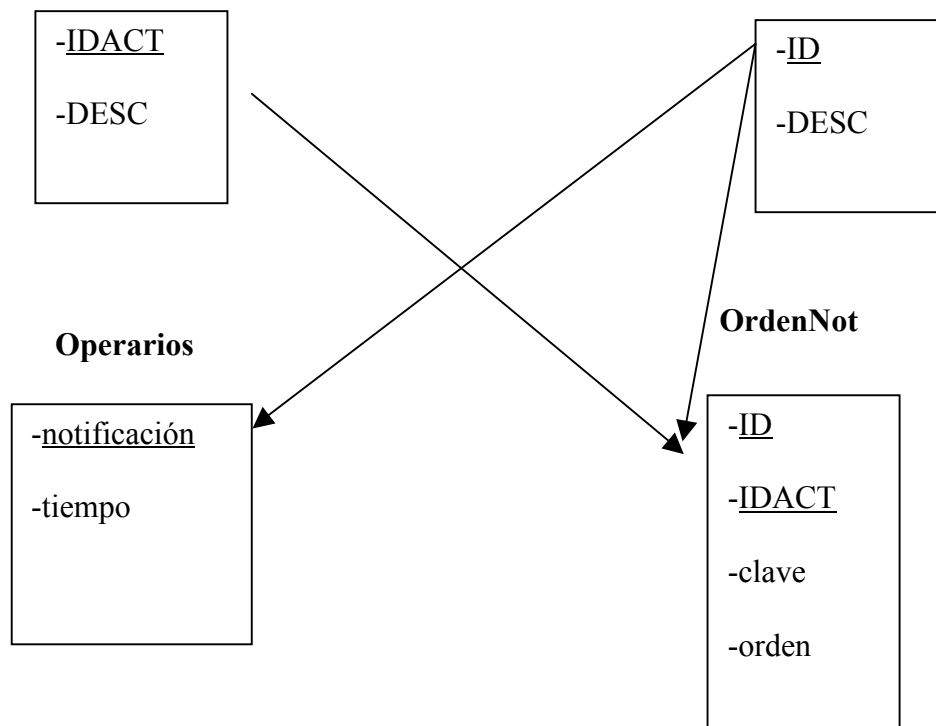 -IDACT
-DESC
-ID
-DESC
Operarios
-notificación
-tiempo
OrdenNot
-ID
-IDACT
-clave
-orden